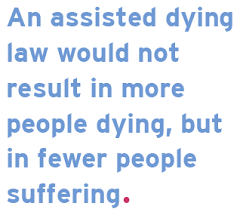 An assisted dying
law would not
result in more
people dying, but
in fewer people
suffering.